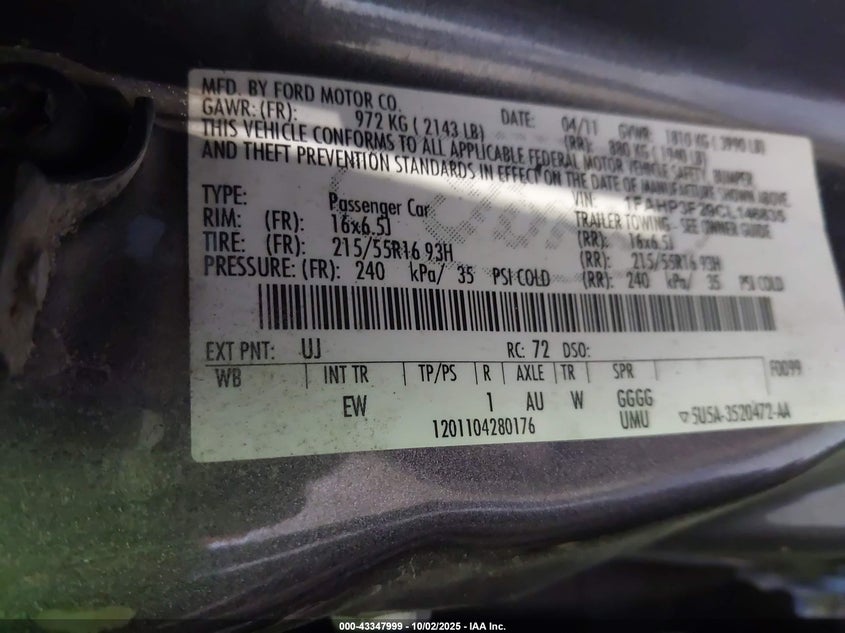 MFD. BY FORD MOTOR CO.
DATE: 04/11 GVWR: 1810 KG ( 3990 LB)
GAWR: (FR): 972 KG ( 2143 LB) (RR): 880 KG ( 1940 LB)
THIS VEHICLE CONFORMS TO ALL APPLICABLE FEDERAL MOTOR VEHICLE SAFETY, BUMPER
AND THEFT PREVENTION STANDARDS IN EFFECT ON THE DATE OF MANUFACTURE SHOWN ABOVE.
VIN:
TYPE: Passenger Car TRAILER TOWING - SEE OWNER GUIDE
RIM: (FR): 16x6.5J (RR): 16x6.5J
TIRE: (FR): 215/55R16 93H (RR): 215/55R16 93H
PRESSURE: (FR): 240 kPa/ 35 PSI COLD (RR): 240 kPa/ 35 PSI COLD
EXT PNT: UJ RC: 72 DSO: F0099
WB INT TR TP/PS R AXLE TR SPR
EW 1 AU W GGGG
1201104280176 UMU ▽5U5A-3520472-AA
000-43347999 - 10/02/2025 - IAA Inc.